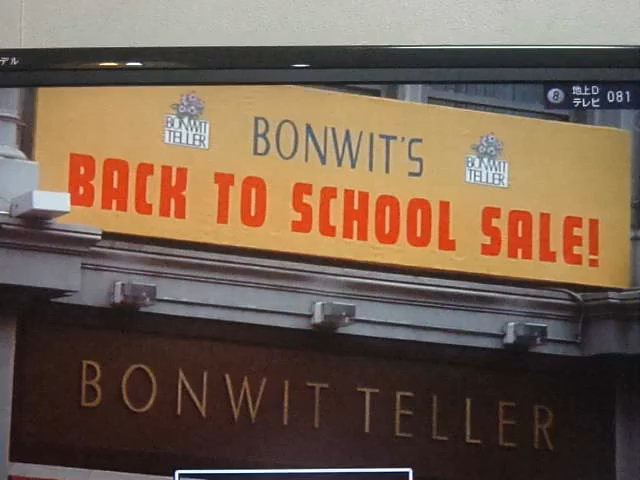 デル
8 地上D
テレビ 081
BONWIT
TELLER
BONWIT'S
BONWIT
TELLER
BACK TO SCHOOL SALE!
BONWIT TELLER